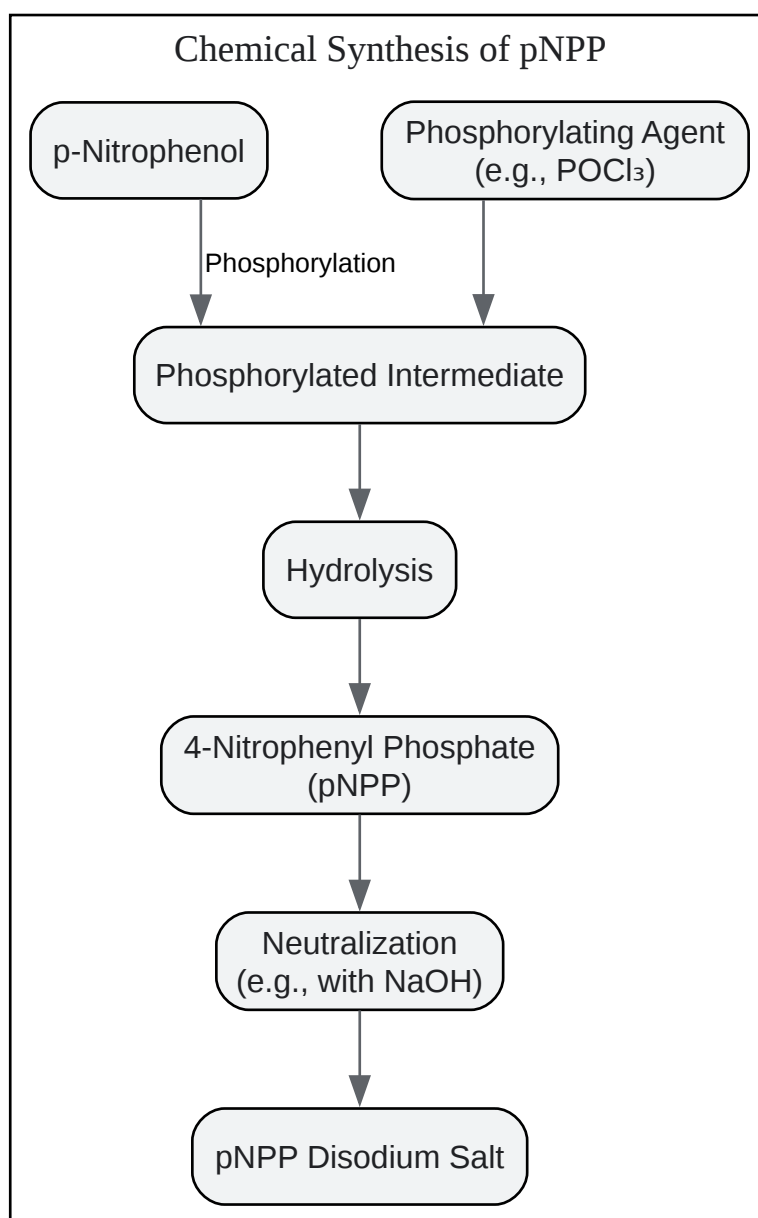 Chemical Synthesis of pNPP
p-Nitrophenol
Phosphorylating Agent
(e.g., POCl₃)
Phosphorylation
Phosphorylated Intermediate
Hydrolysis
4-Nitrophenyl Phosphate
(pNPP)
Neutralization
(e.g., with NaOH)
pNPP Disodium Salt